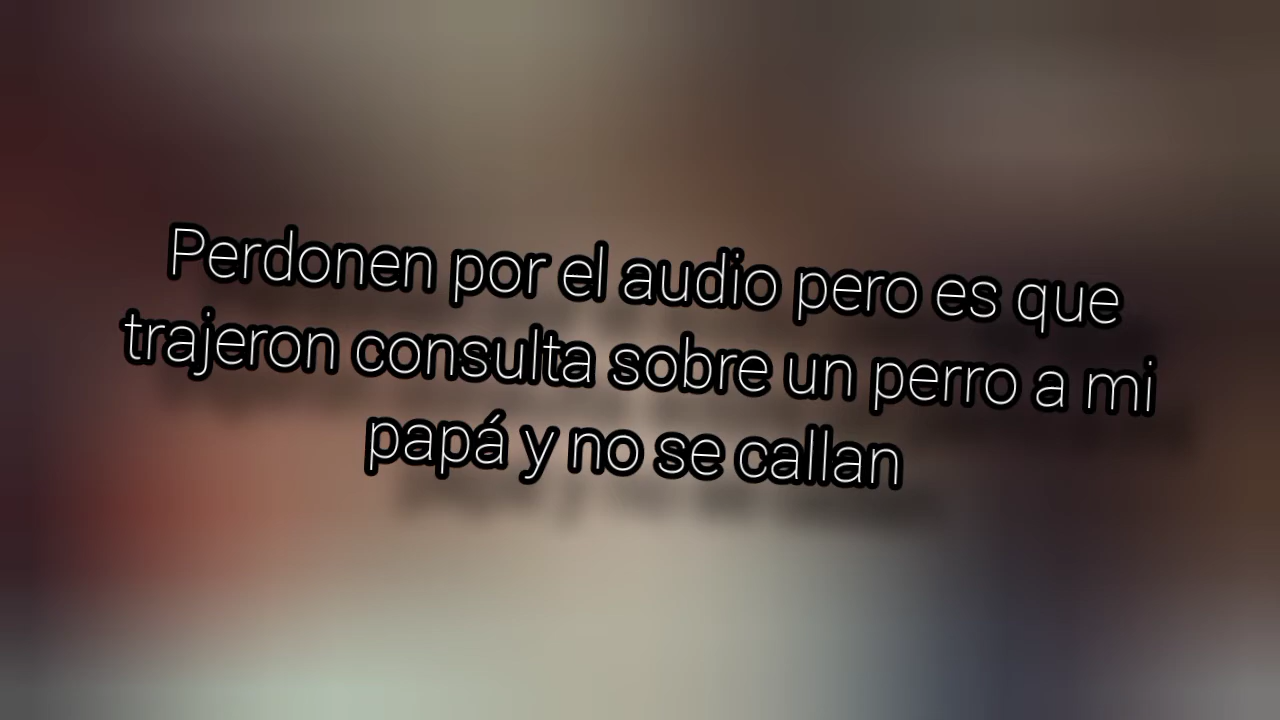 Perdonen por el audio pero es que
trajeron consulta sobre un perro a mi
papá y no se callan